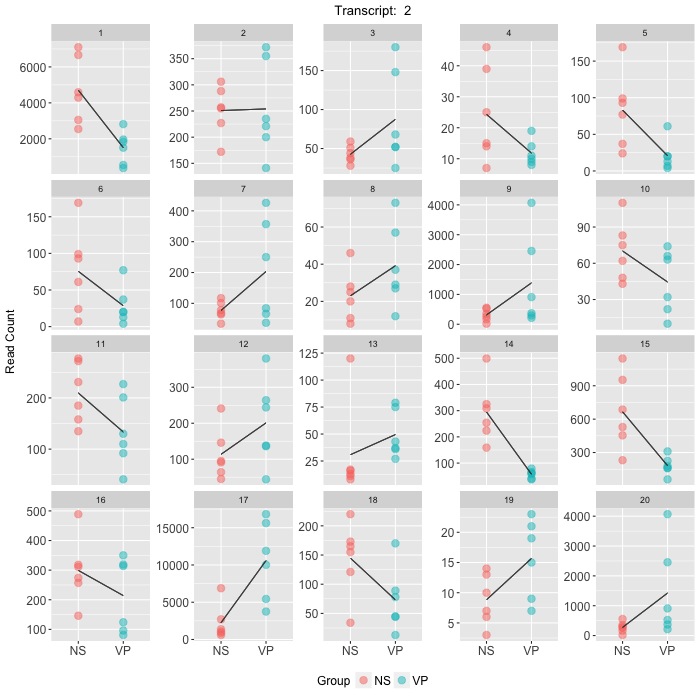 Transcript: 2
1 2 3 4 5
6000 4000 2000
350 300 250 200 150
150 100 50
40 30 20 10
150 100 50 0
6 7 8 9 10
150 100 50 0
400 300 200 100
60 40 20
4000 3000 2000 1000 0
90 60 30
11 12 13 14 15
200 100
300 200 100
125 100 75 50 25
500 400 300 200 100
900 600 300
16 17 18 19 20
500 400 300 200 100
15000 10000 5000 0
200 150 100 50
20 15 10 5
4000 3000 2000 1000 0
NS VP NS VP NS VP NS VP NS VP
Read Count
Group NS VP